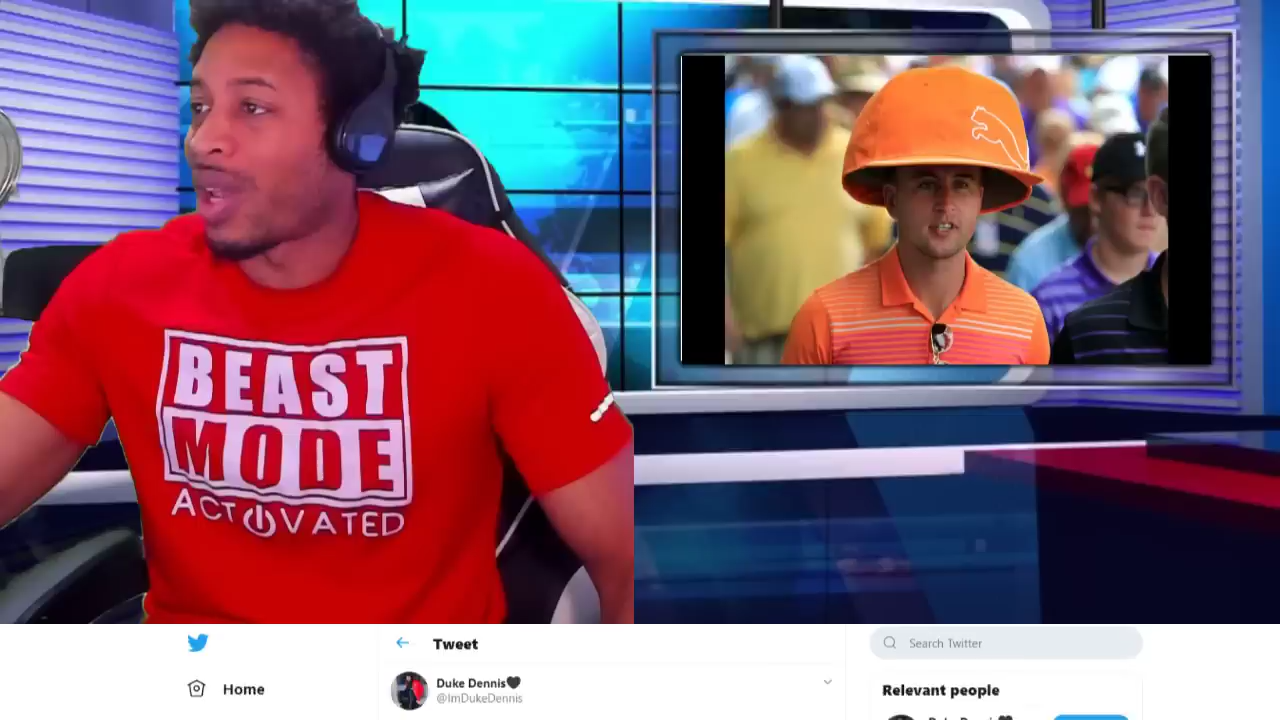 BEAST
MODE
ACTIVATED
Tweet
Search Twitter
Home
Duke Dennis🖤
@ImDukeDennis
Relevant people